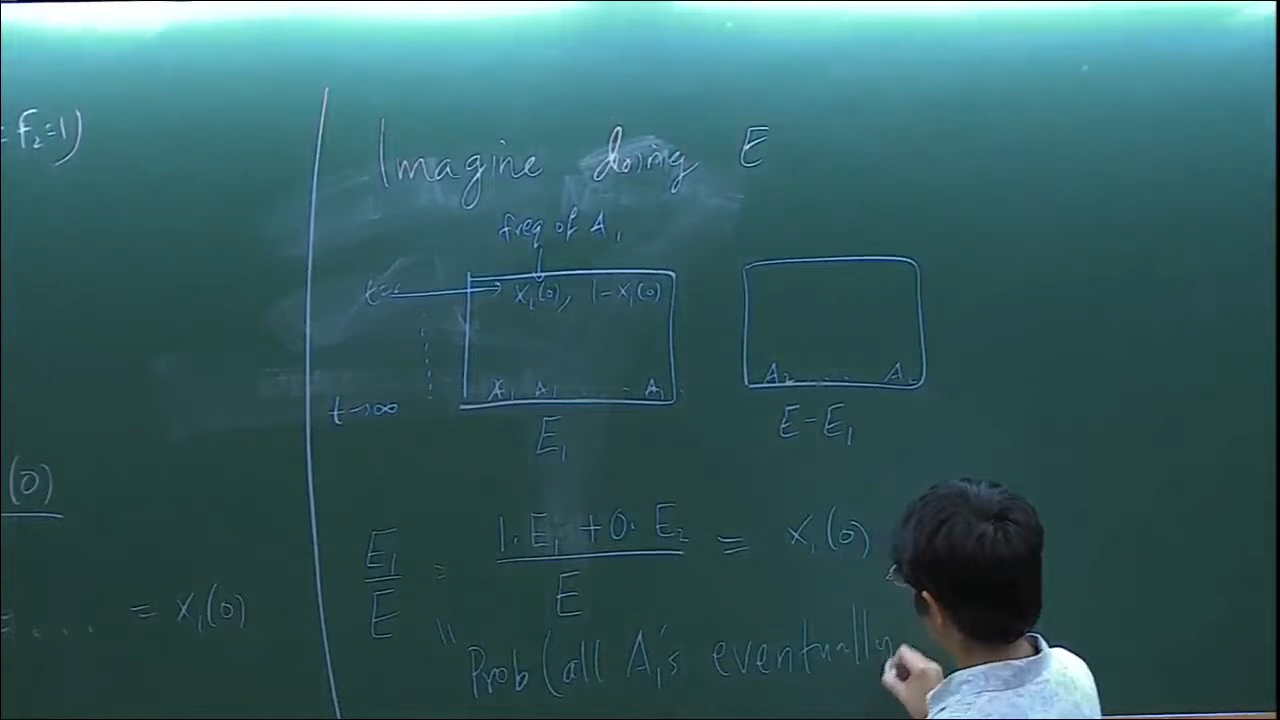 = F₂=1)
(0)
= .... = x₁(0)
Imagine doing E
freq of A₁
x₁(0), 1-x₁(0)
t→∞
A₁ A₁ . . . A₁
A₂ . . . A₂
E₁
E-E₁
E₁/E = (1·E₁+0·E₂)/E = x₁(0)
"
Prob (all A₁'s eventually